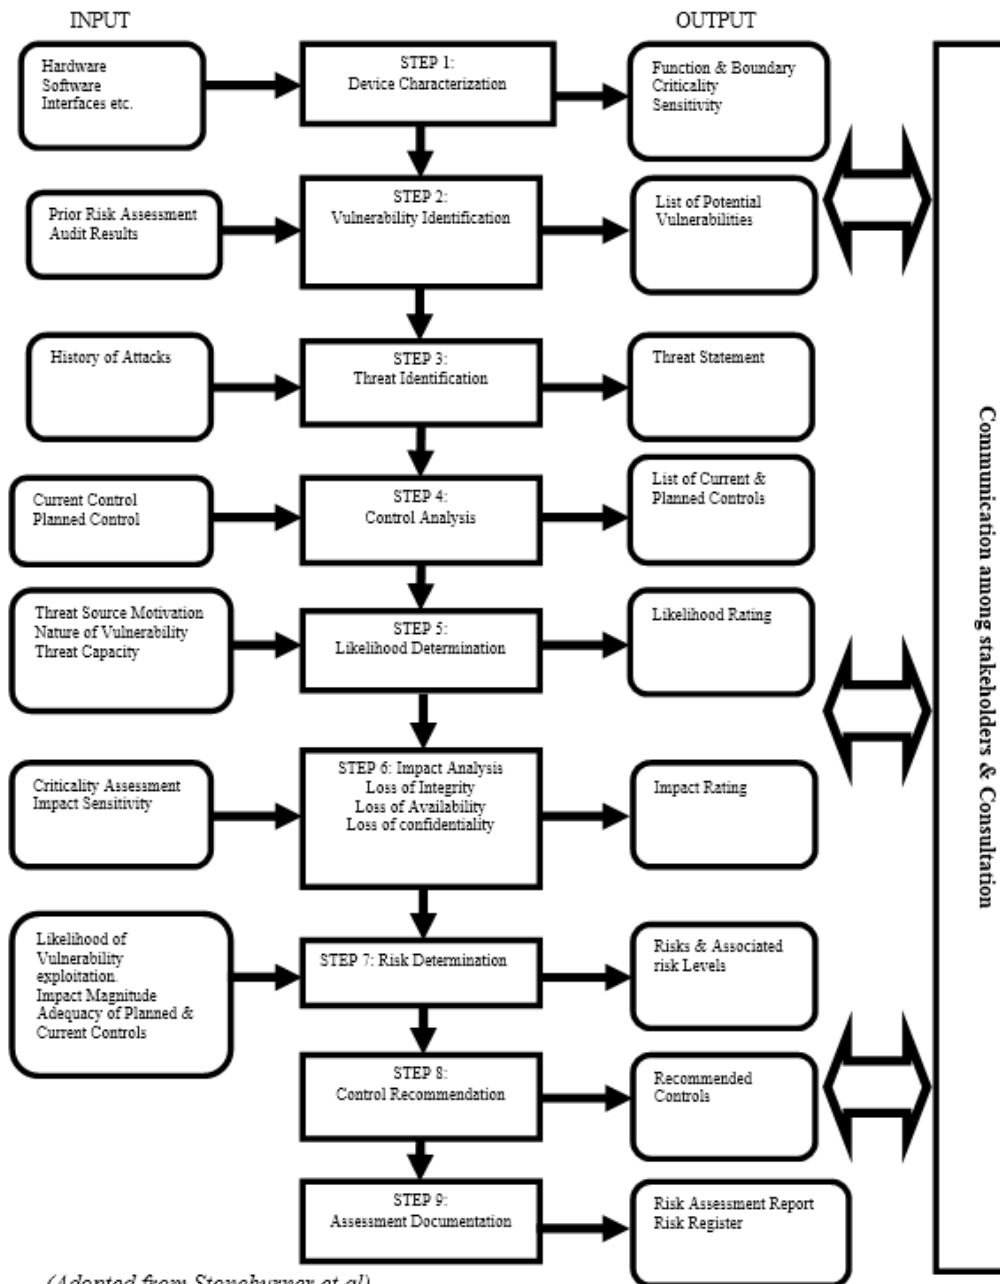 INPUT
OUTPUT
Hardware
Software
Interfaces etc.
STEP 1:
Device Characterization
Function & Boundary
Criticality
Sensitivity
Prior Risk Assessment
Audit Results
STEP 2:
Vulnerability Identification
List of Potential
Vulnerabilities
History of Attacks
STEP 3:
Threat Identification
Threat Statement
Current Control
Planned Control
STEP 4:
Control Analysis
List of Current &
Planned Controls
Threat Source Motivation
Nature of Vulnerability
Threat Capacity
STEP 5:
Likelihood Determination
Likelihood Rating
Criticality Assessment
Impact Sensitivity
STEP 6: Impact Analysis
Loss of Integrity
Loss of Availability
Loss of confidentiality
Impact Rating
Likelihood of
Vulnerability
exploitation.
Impact Magnitude
Adequacy of Planned &
Current Controls
STEP 7: Risk Determination
Risks & Associated
risk Levels
STEP 8:
Control Recommendation
Recommended
Controls
STEP 9:
Assessment Documentation
Risk Assessment Report
Risk Register
Communication among stakeholders & Consultation
(Adopted from Stoneburner et al)